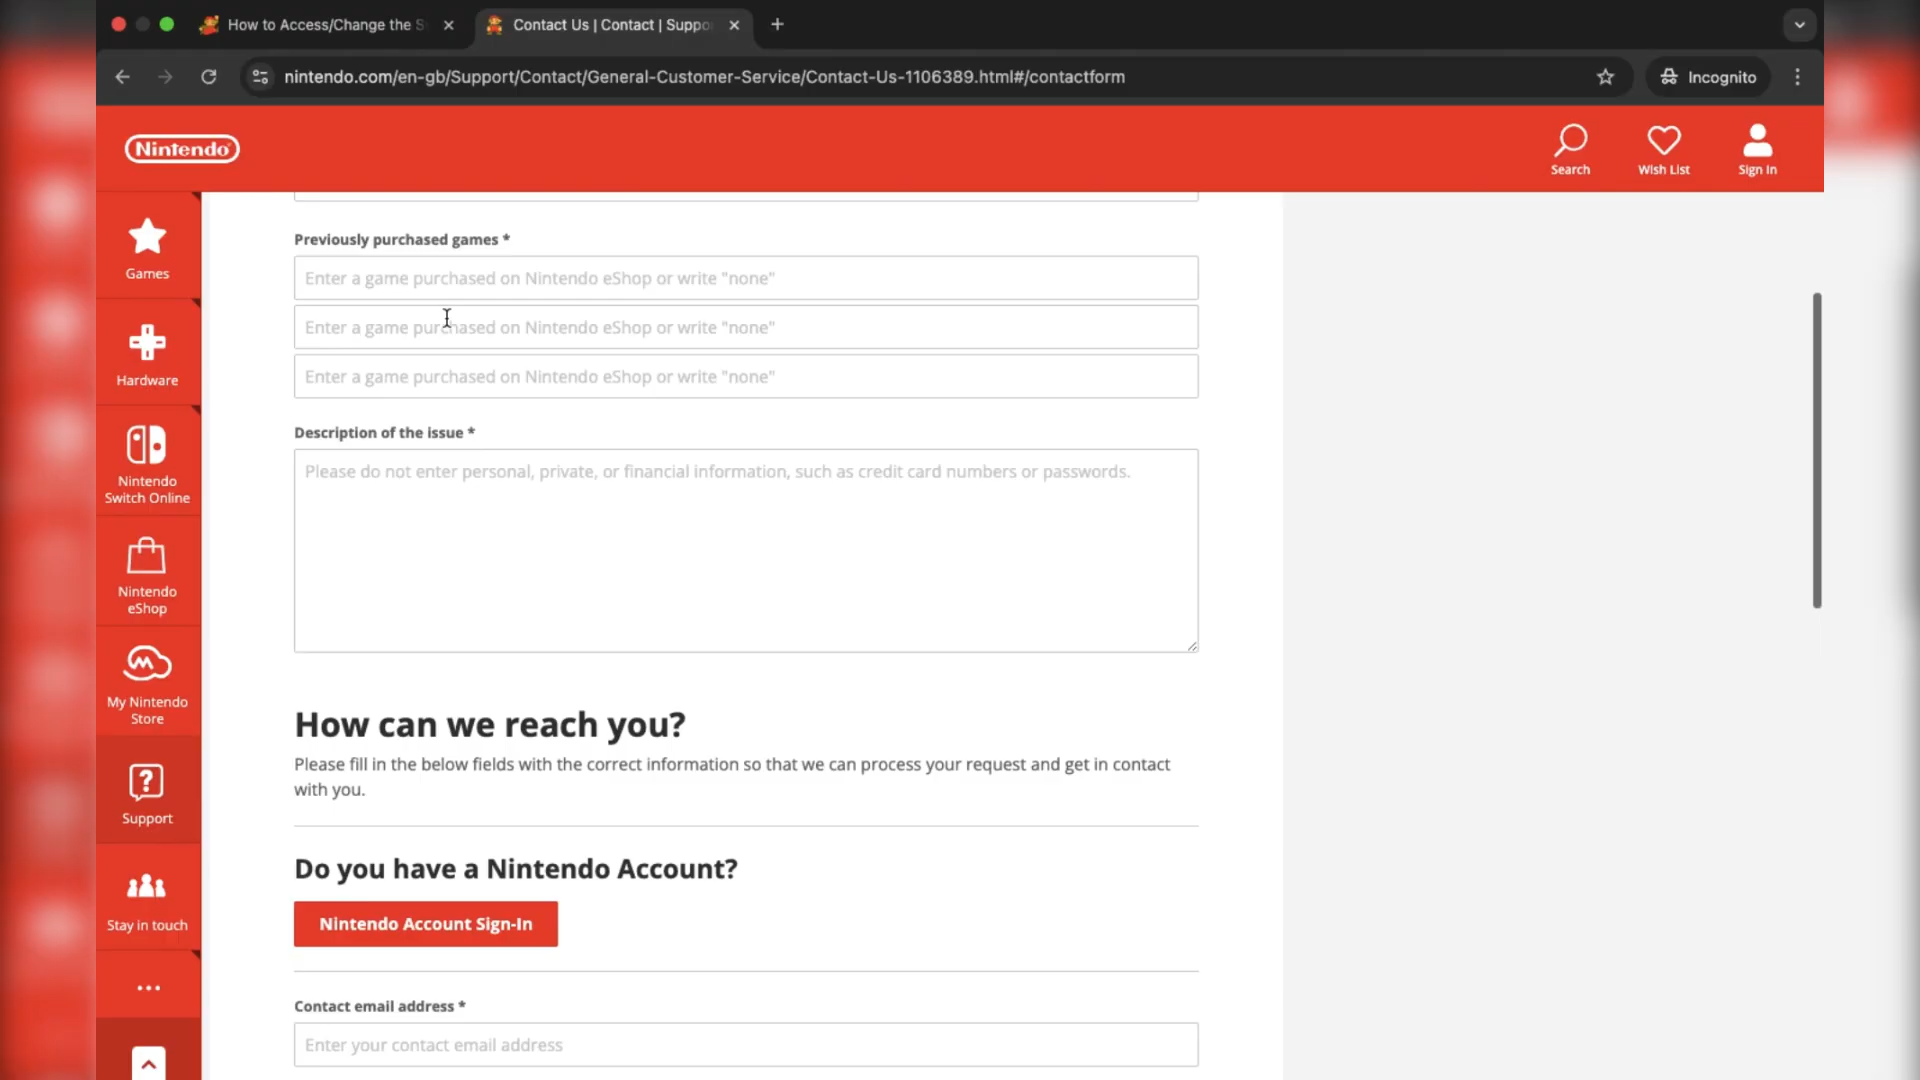 How to Access/Change the S
Contact Us | Contact | Suppo
nintendo.com/en-gb/Support/Contact/General-Customer-Service/Contact-Us-1106389.html#/contactform
Incognito
Nintendo
Search
Wish List
Sign In
Games
Hardware
Nintendo
Switch Online
Nintendo
eShop
My Nintendo
Store
Support
Stay in touch
Previously purchased games *
Enter a game purchased on Nintendo eShop or write "none"
Enter a game purchased on Nintendo eShop or write "none"
Enter a game purchased on Nintendo eShop or write "none"
Description of the issue *
Please do not enter personal, private, or financial information, such as credit card numbers or passwords.
How can we reach you?
Please fill in the below fields with the correct information so that we can process your request and get in contact
with you.
Do you have a Nintendo Account?
Nintendo Account Sign-In
Contact email address *
Enter your contact email address